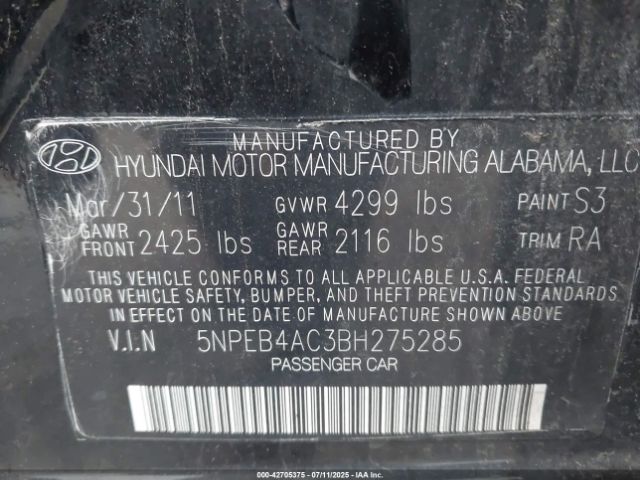 MANUFACTURED BY
HYUNDAI MOTOR MANUFACTURING ALABAMA, LLC
Mar/31/11 GVWR 4299 lbs PAINT S3
GAWR FRONT 2425 lbs GAWR REAR 2116 lbs TRIM RA
THIS VEHICLE CONFORMS TO ALL APPLICABLE U.S.A. FEDERAL
MOTOR VEHICLE SAFETY, BUMPER, AND THEFT PREVENTION STANDARDS
IN EFFECT ON THE DATE OF MANUFACTURE SHOWN ABOVE.
V.I.N 5NPEB4AC3BH275285
PASSENGER CAR
© 00-42705375 - 07/11/2025 - IAA Inc.